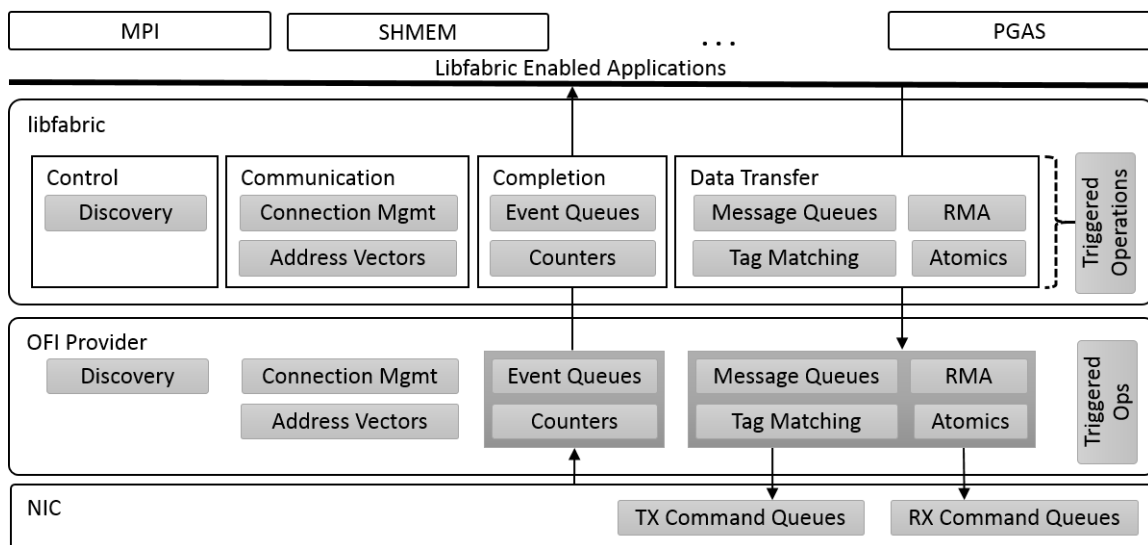 MPI
SHMEM
...
PGAS
Libfabric Enabled Applications
libfabric
Control
Discovery
Communication
Connection Mgmt
Address Vectors
Completion
Event Queues
Counters
Data Transfer
Message Queues
RMA
Tag Matching
Atomics
Triggered
Operations
OFI Provider
Discovery
Connection Mgmt
Address Vectors
Event Queues
Counters
Message Queues
RMA
Tag Matching
Atomics
Triggered
Ops
NIC
TX Command Queues
RX Command Queues